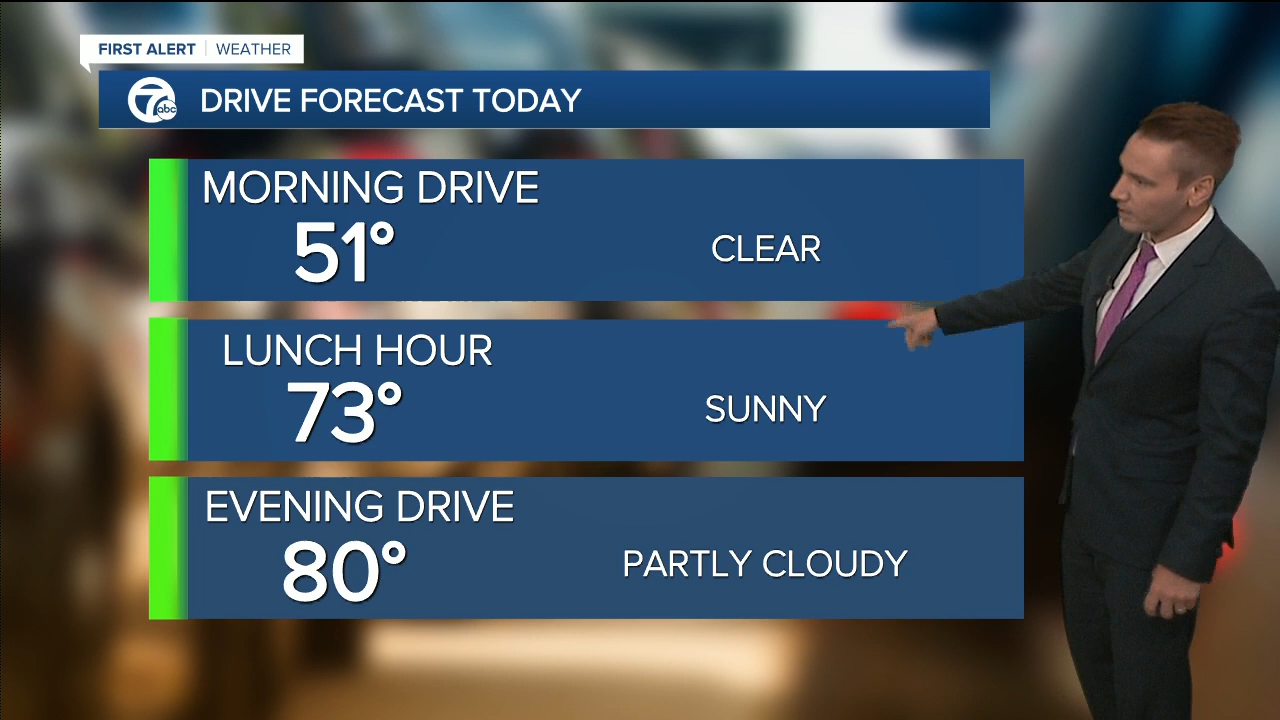 FIRST ALERT | WEATHER
7 abc DRIVE FORECAST TODAY
MORNING DRIVE
51° CLEAR
LUNCH HOUR
73° SUNNY
EVENING DRIVE
80° PARTLY CLOUDY